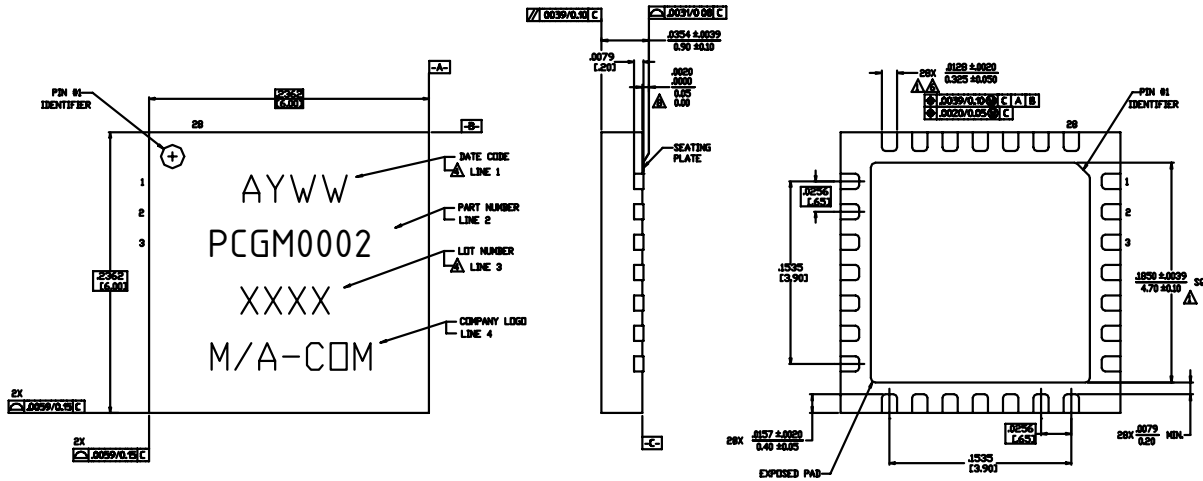 // .0039/0.10 C
.0031/0.08 C
.0354 ±.0039
0.90 ±0.10
.0079
[.20]
.0020
.0000
0.05
0.00
SEATING
PLATE
-C-
-A-
-B-
.2362
[6.00]
PIN #1
IDENTIFIER
28
1
2
3
AYWW
PCGM0002
XXXX
M/A-COM
DATE CODE
4 LINE 1
PART NUMBER
LINE 2
LOT NUMBER
4 LINE 3
COMPANY LOGO
LINE 4
.2362
[6.00]
2X
.0059/0.15 C
2X
.0059/0.15 C
28X .0128 ±.0020
0.325 ±0.050
.0039/0.10 M C A B
.0020/0.05 M C
PIN #1
IDENTIFIER
28
1
2
3
.0256
[.65]
.1535
[3.90]
.1850 ±.0039
4.70 ±0.10
28X .0157 ±.0020
0.40 ±0.05
.0256
[.65]
28X .0079 MIN.
0.20
.1535
[3.90]
EXPOSED PAD